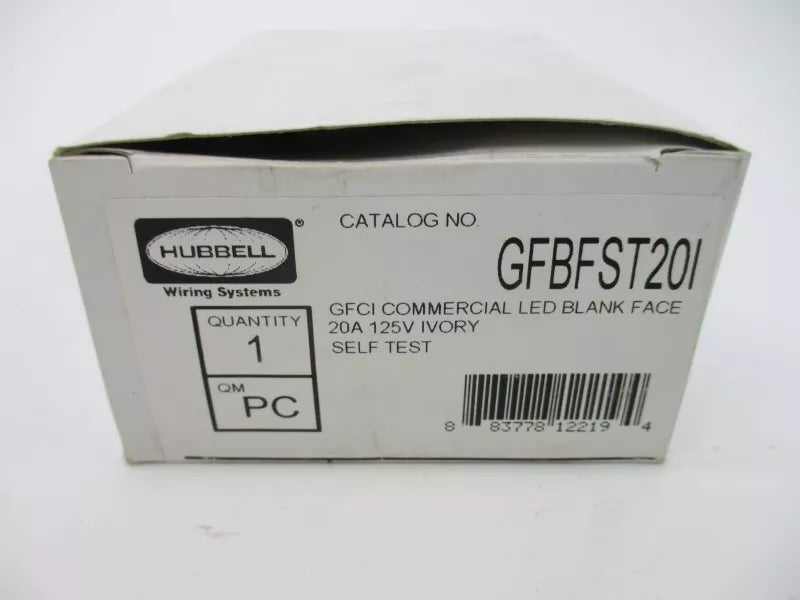 HUBBELL
®
Wiring Systems
CATALOG NO.
GFBFST20I
GFCI COMMERCIAL LED BLANK FACE
20A 125V IVORY
SELF TEST
QUANTITY
1
QM
PC
8 83778 12219 4